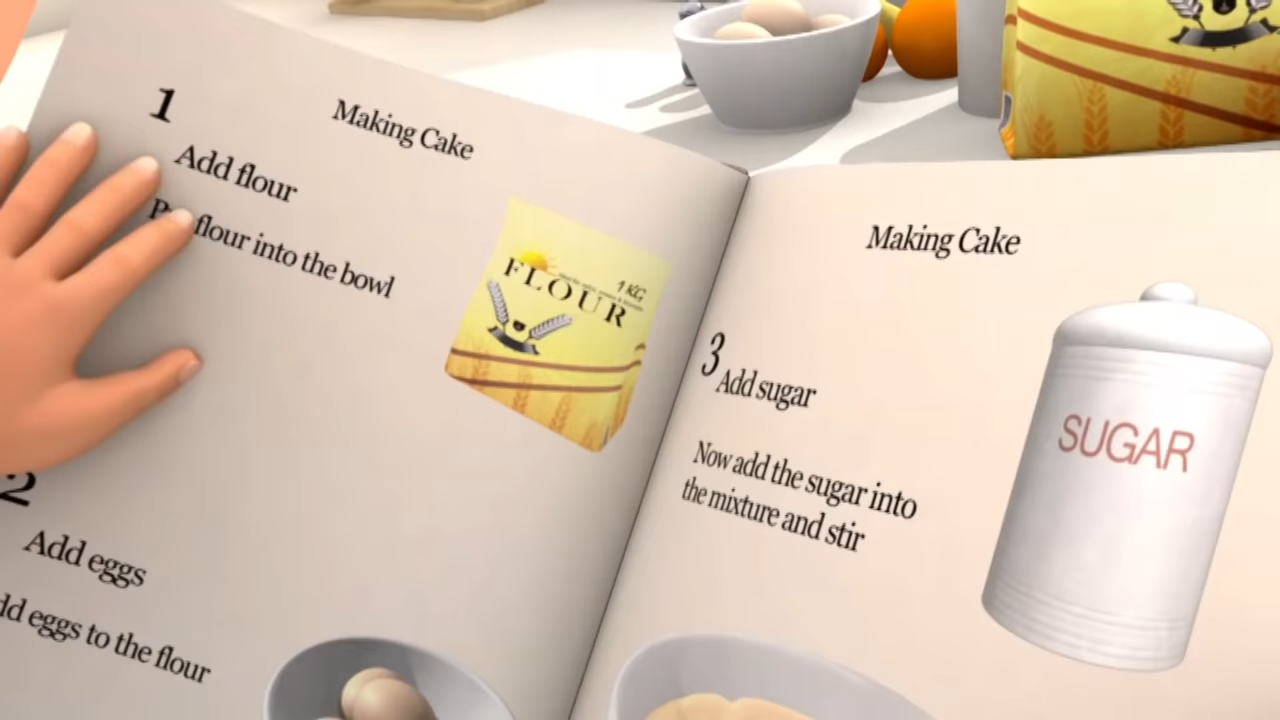 Making Cake
1
Add flour
flour into the bowl
FLOUR
1 KG
2
Add eggs
dd eggs to the flour
Making Cake
3
Add sugar
Now add the sugar into
the mixture and stir
SUGAR